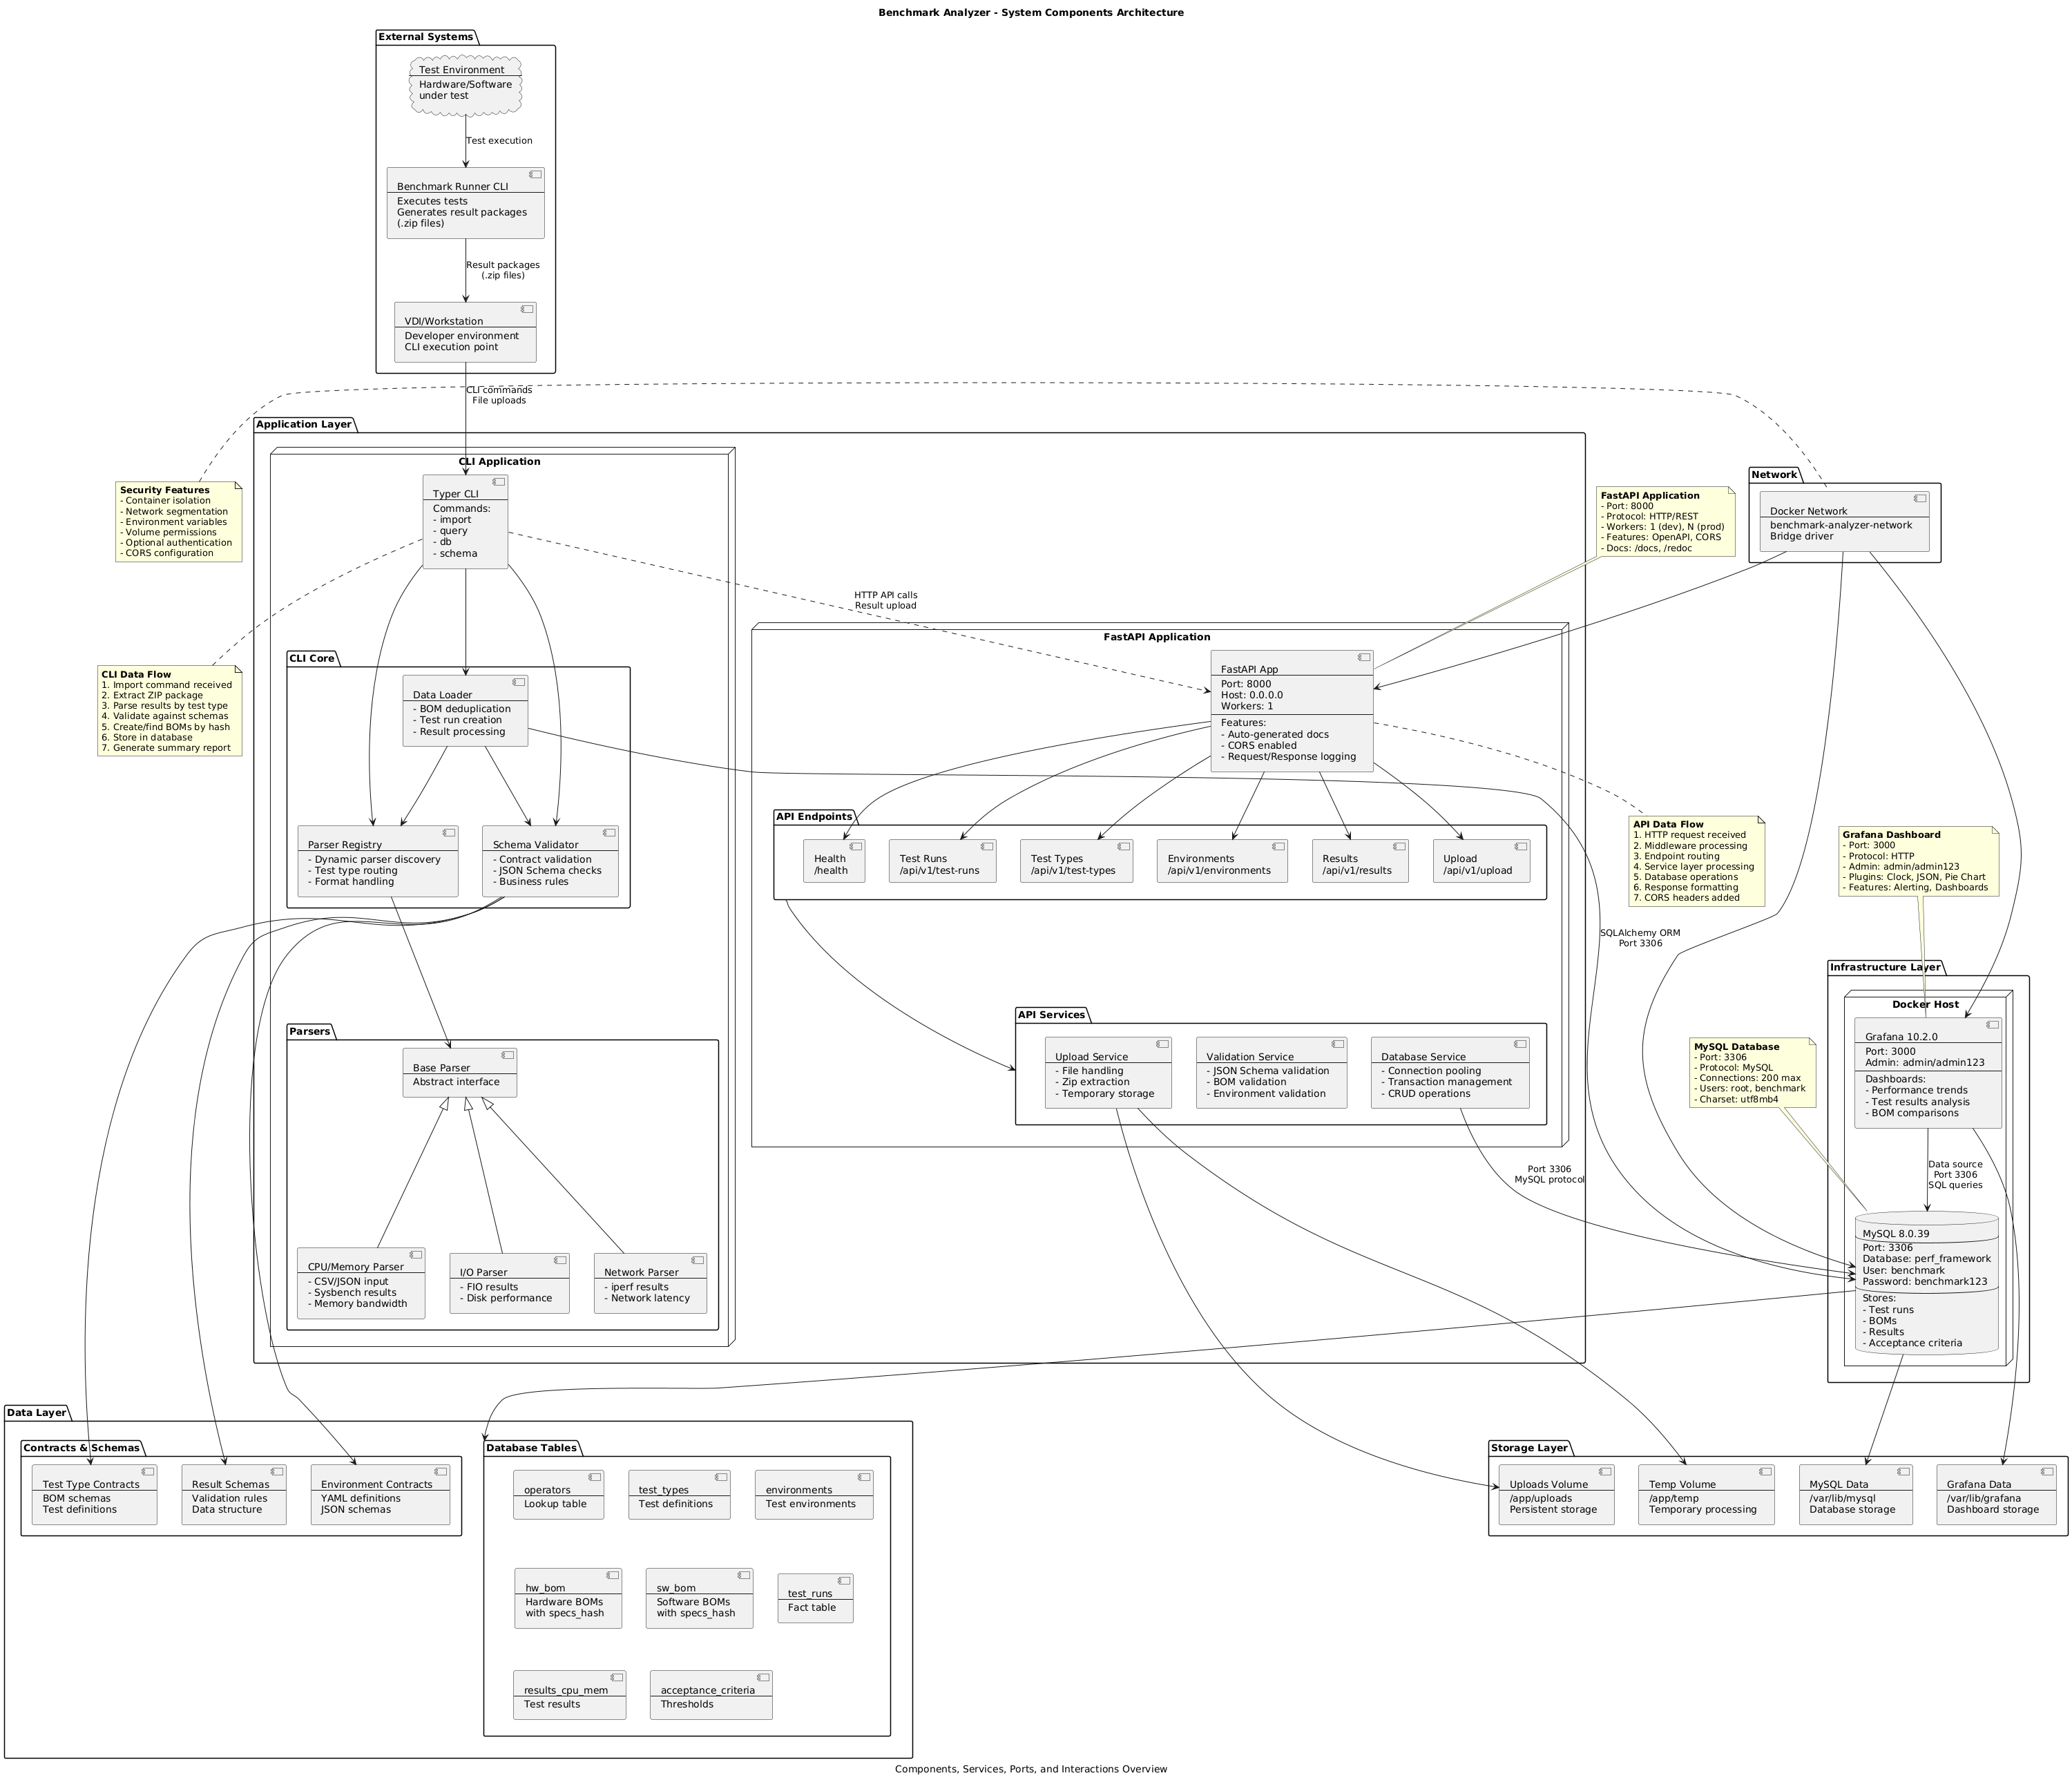 Benchmark Analyzer - System Components Architecture
External Systems
Test Environment
Hardware/Software
under test
Test execution
Benchmark Runner CLI
Executes tests
Generates result packages
(.zip files)
Result packages
(.zip files)
VDI/Workstation
Developer environment
CLI execution point
CLI commands
File uploads
Application Layer
CLI Application
Typer CLI
Commands:
- import
- query
- db
- schema
Security Features
- Container isolation
- Network segmentation
- Environment variables
- Volume permissions
- Optional authentication
- CORS configuration
Network
Docker Network
benchmark-analyzer-network
Bridge driver
FastAPI Application
- Port: 8000
- Protocol: HTTP/REST
- Workers: 1 (dev), N (prod)
- Features: OpenAPI, CORS
- Docs: /docs, /redoc
HTTP API calls
Result upload
CLI Data Flow
1. Import command received
2. Extract ZIP package
3. Parse results by test type
4. Validate against schemas
5. Create/find BOMs by hash
6. Store in database
7. Generate summary report
CLI Core
Data Loader
- BOM deduplication
- Test run creation
- Result processing
Parser Registry
- Dynamic parser discovery
- Test type routing
- Format handling
Schema Validator
- Contract validation
- JSON Schema checks
- Business rules
FastAPI Application
FastAPI App
Port: 8000
Host: 0.0.0.0
Workers: 1
Features:
- Auto-generated docs
- CORS enabled
- Request/Response logging
API Endpoints
Health
/health
Test Runs
/api/v1/test-runs
Test Types
/api/v1/test-types
Environments
/api/v1/environments
Results
/api/v1/results
Upload
/api/v1/upload
API Data Flow
1. HTTP request received
2. Middleware processing
3. Endpoint routing
4. Service layer processing
5. Database operations
6. Response formatting
7. CORS headers added
Grafana Dashboard
- Port: 3000
- Protocol: HTTP
- Admin: admin/admin123
- Plugins: Clock, JSON, Pie Chart
- Features: Alerting, Dashboards
SQLAlchemy ORM
Port 3306
Infrastructure Layer
Docker Host
Grafana 10.2.0
Port: 3000
Admin: admin/admin123
Dashboards:
- Performance trends
- Test results analysis
- BOM comparisons
MySQL Database
- Port: 3306
- Protocol: MySQL
- Connections: 200 max
- Users: root, benchmark
- Charset: utf8mb4
Parsers
Base Parser
Abstract interface
API Services
Upload Service
- File handling
- Zip extraction
- Temporary storage
Validation Service
- JSON Schema validation
- BOM validation
- Environment validation
Database Service
- Connection pooling
- Transaction management
- CRUD operations
Port 3306
MySQL protocol
Data source
Port 3306
SQL queries
MySQL 8.0.39
Port: 3306
Database: perf_framework
User: benchmark
Password: benchmark123
Stores:
- Test runs
- BOMs
- Results
- Acceptance criteria
CPU/Memory Parser
- CSV/JSON input
- Sysbench results
- Memory bandwidth
I/O Parser
- FIO results
- Disk performance
Network Parser
- iperf results
- Network latency
Data Layer
Contracts & Schemas
Test Type Contracts
BOM schemas
Test definitions
Result Schemas
Validation rules
Data structure
Environment Contracts
YAML definitions
JSON schemas
Database Tables
operators
Lookup table
test_types
Test definitions
environments
Test environments
hw_bom
Hardware BOMs
with specs_hash
sw_bom
Software BOMs
with specs_hash
test_runs
Fact table
results_cpu_mem
Test results
acceptance_criteria
Thresholds
Storage Layer
Uploads Volume
/app/uploads
Persistent storage
Temp Volume
/app/temp
Temporary processing
MySQL Data
/var/lib/mysql
Database storage
Grafana Data
/var/lib/grafana
Dashboard storage
Components, Services, Ports, and Interactions Overview